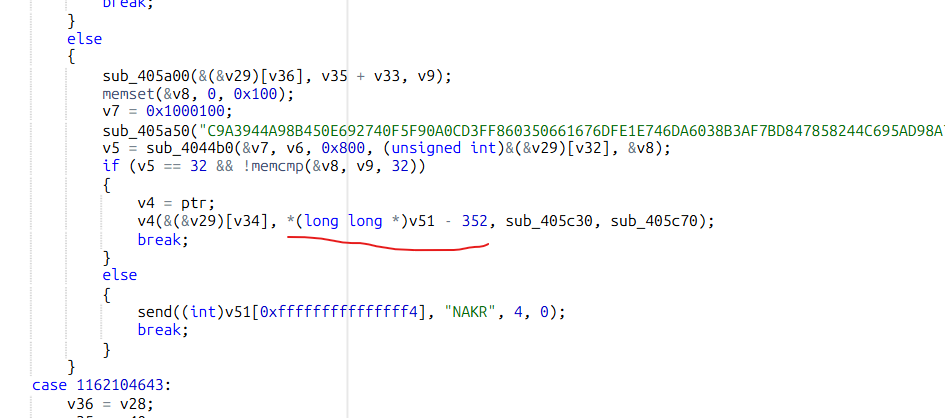 break;
}
else
{
sub_405a00(&(&v29)[v36], v35 + v33, v9);
memset(&v8, 0, 0x100);
v7 = 0x1000100;
sub_405a50("C9A3944A98B450E692740F5F90A0CD3FF860350661676DFE1E746DA6038B3AF7BD847858244C695AD98A
v5 = sub_4044b0(&v7, v6, 0x800, (unsigned int)&(&v29)[v32], &v8);
if (v5 == 32 && !memcmp(&v8, v9, 32))
{
v4 = ptr;
v4(&(&v29)[v34], *(long long *)v51 - 352, sub_405c30, sub_405c70);
break;
}
else
{
send((int)v51[0xfffffffffffffff4], "NAKR", 4, 0);
break;
}
}
case 1162104643:
v36 = v28;